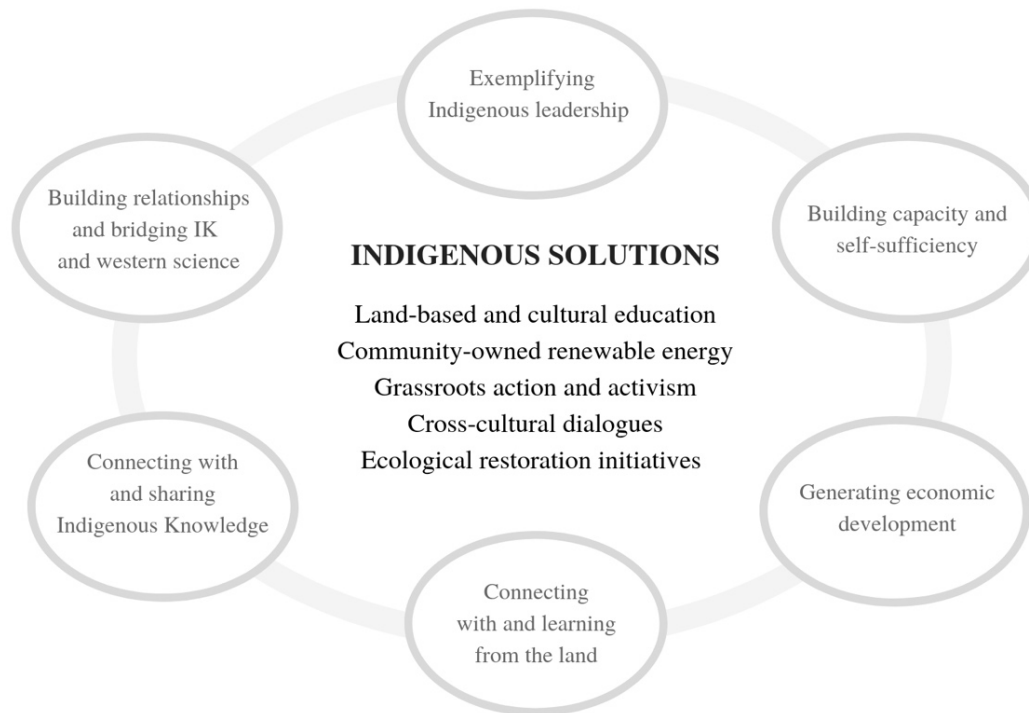 Exemplifying
Indigenous leadership
Building relationships
and bridging IK
and western science
Building capacity and
self-sufficiency
INDIGENOUS SOLUTIONS
Land-based and cultural education
Community-owned renewable energy
Grassroots action and activism
Cross-cultural dialogues
Ecological restoration initiatives
Connecting with
and sharing
Indigenous Knowledge
Generating economic
development
Connecting
with and learning
from the land